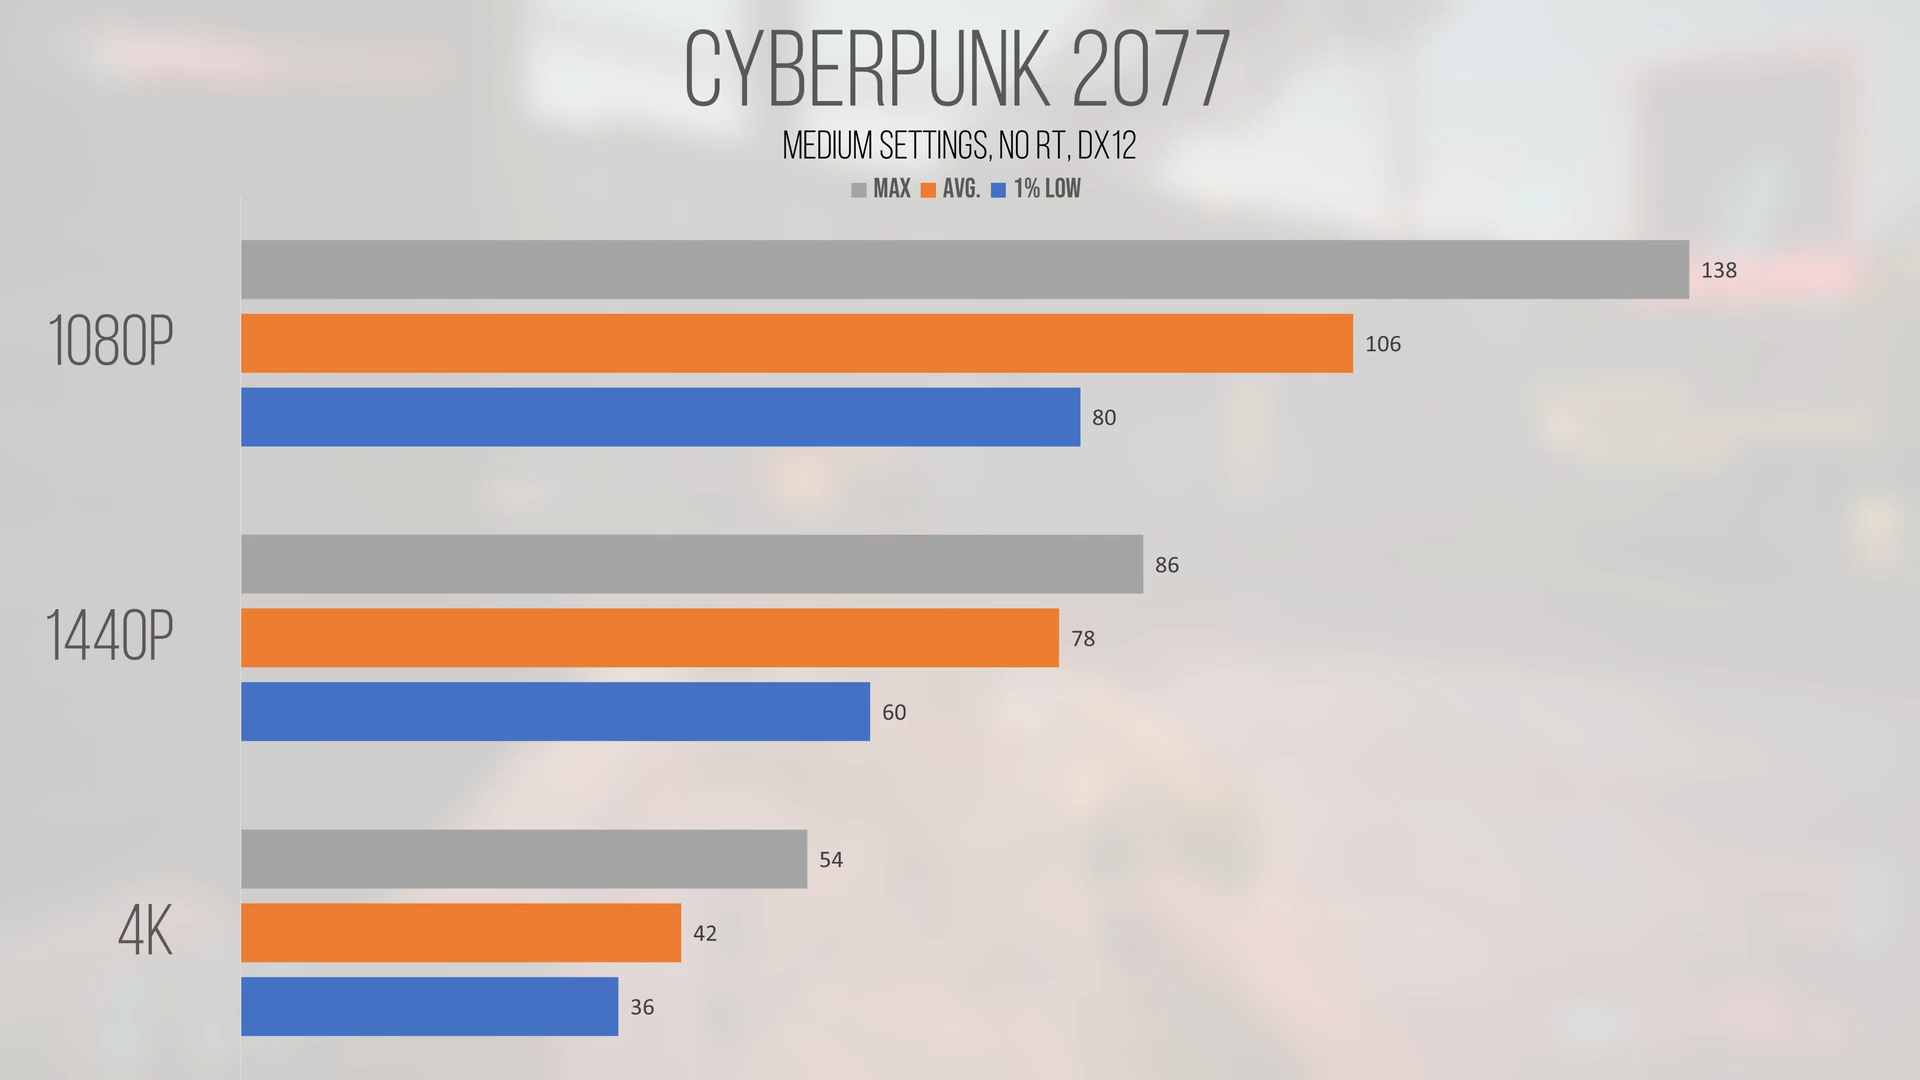 CYBERPUNK 2077
MEDIUM SETTINGS, NO RT, DX12
MAX AVG. 1% LOW
138
1080P
106
80
86
1440P
78
60
54
4K
42
36